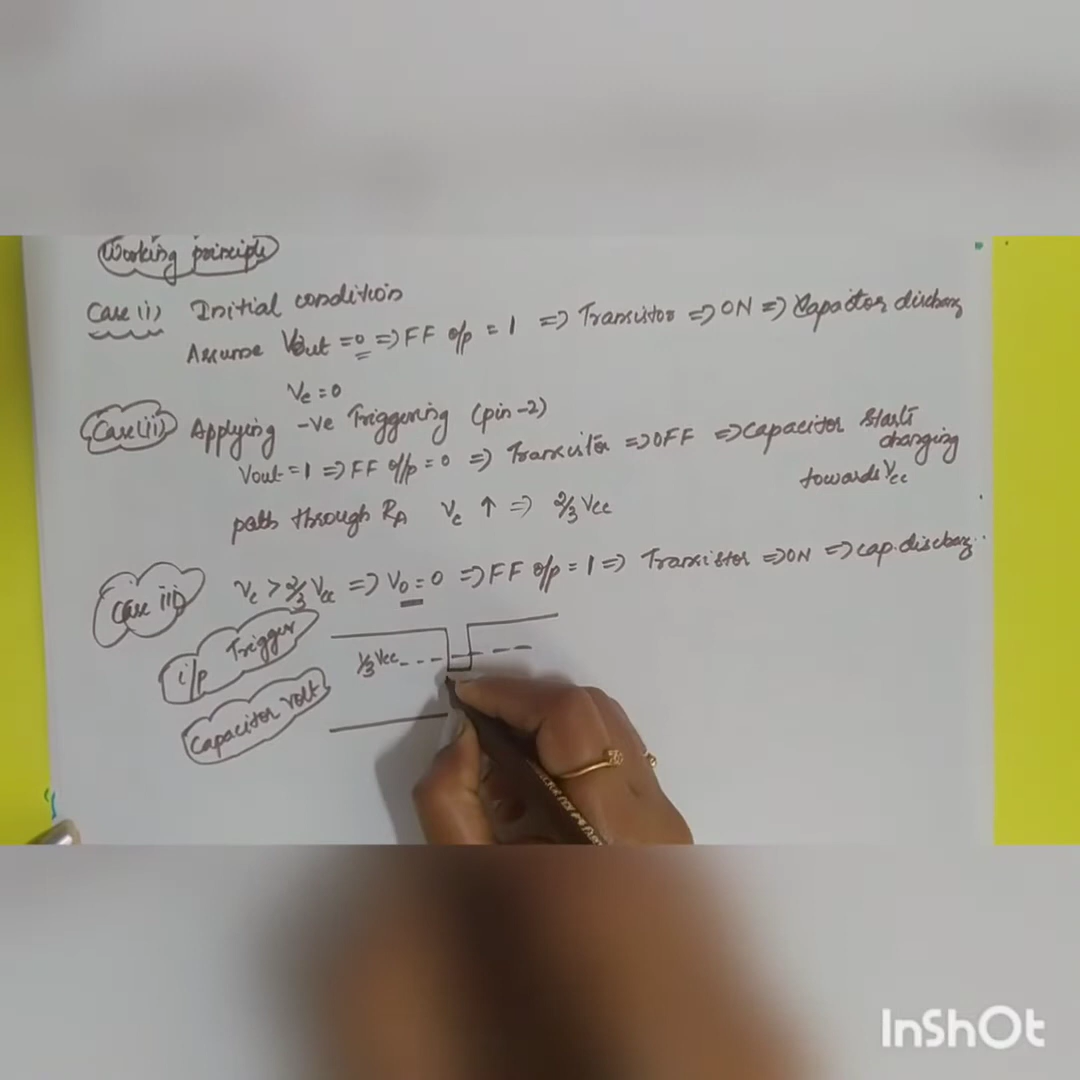 Working principle
Case (i) Initial condition
Assume Vout = 0 => FF o/p = 1 => Transistor => ON => Capacitor discharg
Vc = 0
Case (ii) Applying -ve Triggering (pin-2)
Vout = 1 => FF o/p = 0 => Transistor => OFF => Capacitor starts charging towards Vcc
path through RA Vc ↑ => 2/3 Vcc
Case iii) Vc > 2/3 Vcc => Vo = 0 => FF o/p = 1 => Transistor => ON => cap. discharg..
i/p Trigger
1/3 Vcc
Capacitor volt
InShOt